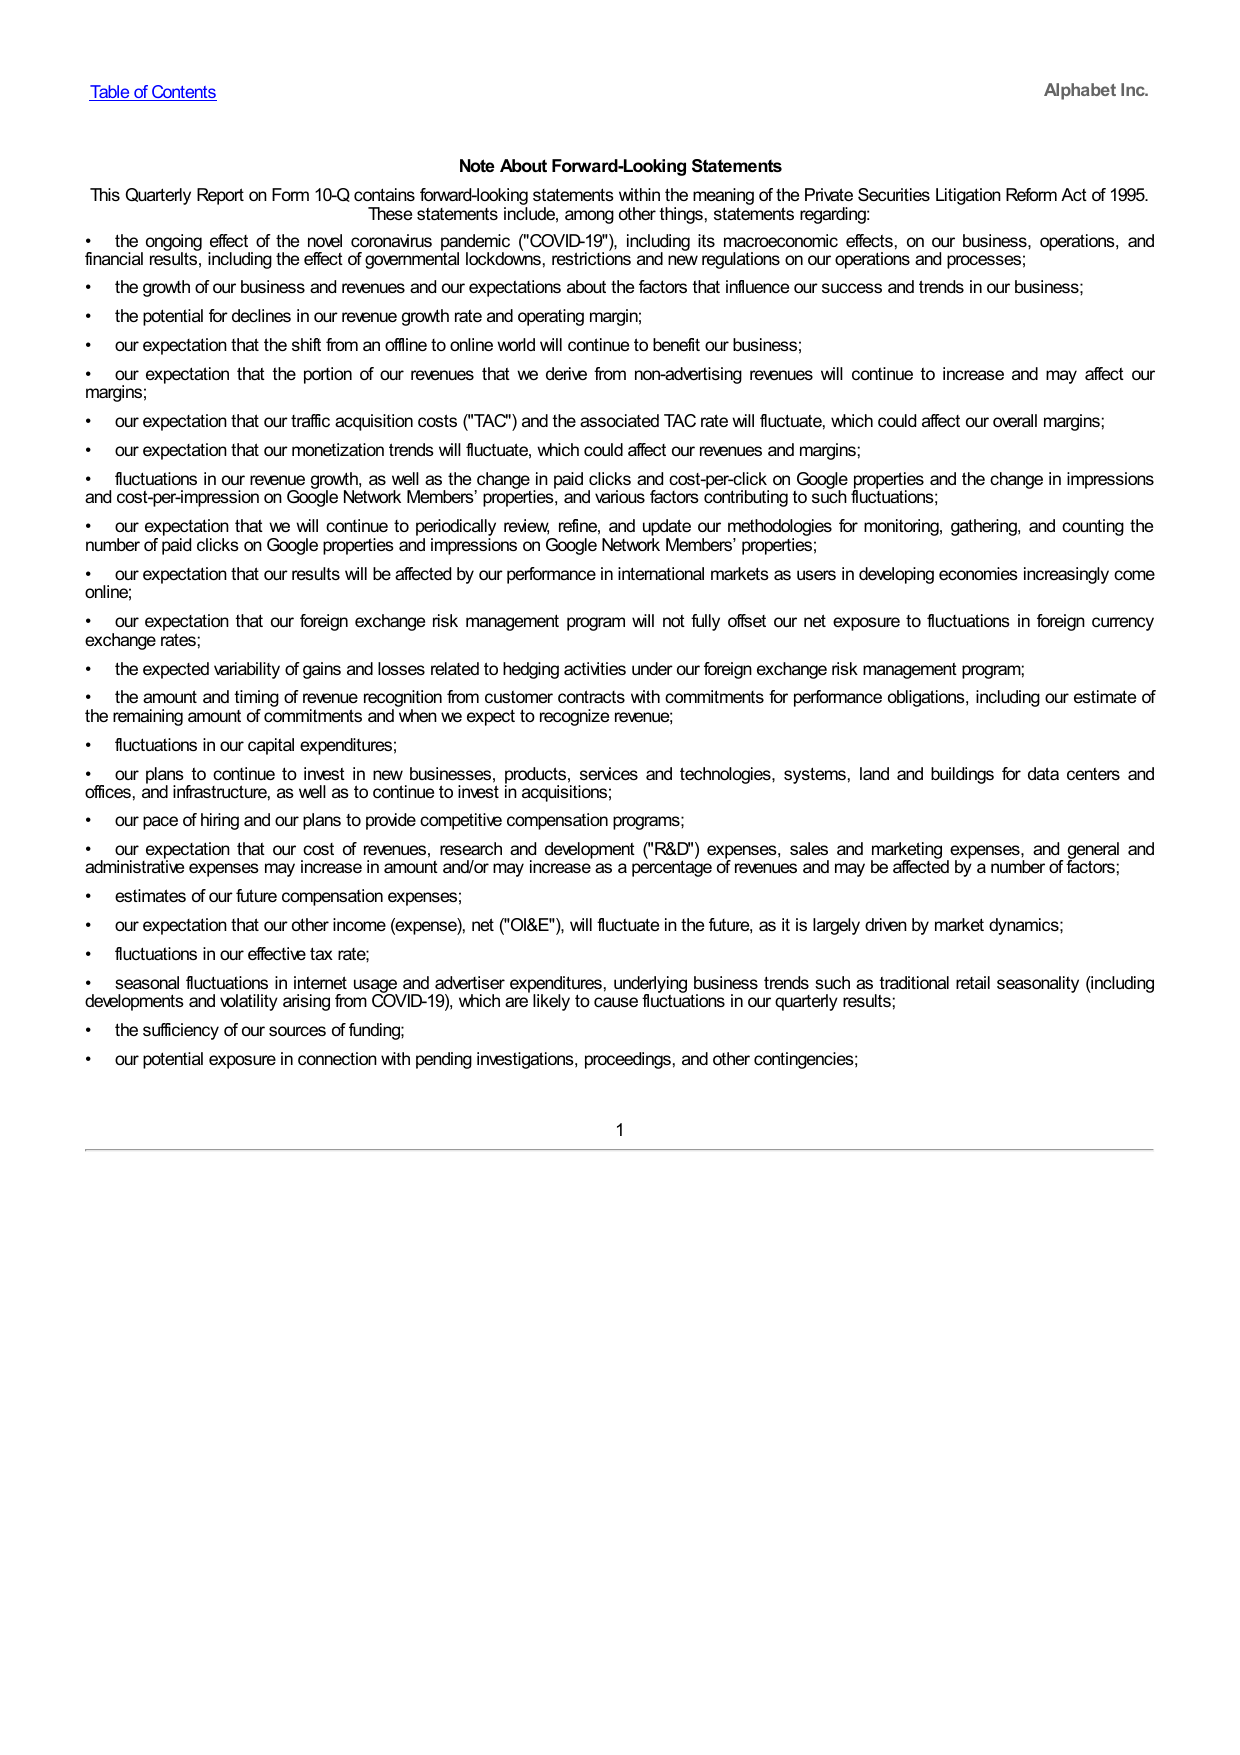 Table of Contents
Alphabet Inc.
Note About Forward-Looking Statements
This Quarterly Report on Form 10-Q contains forward-looking statements within the meaning of the Private Securities Litigation Reform Act of 1995.
These statements include, among other things, statements regarding:
• the ongoing effect of the novel coronavirus pandemic ("COVID-19"), including its macroeconomic effects, on our business, operations, and
financial results, including the effect of governmental lockdowns, restrictions and new regulations on our operations and processes;
• the growth of our business and revenues and our expectations about the factors that influence our success and trends in our business;
• the potential for declines in our revenue growth rate and operating margin;
• our expectation that the shift from an offline to online world will continue to benefit our business;
• our expectation that the portion of our revenues that we derive from non-advertising revenues will continue to increase and may affect our
margins;
• our expectation that our traffic acquisition costs ("TAC") and the associated TAC rate will fluctuate, which could affect our overall margins;
• our expectation that our monetization trends will fluctuate, which could affect our revenues and margins;
• fluctuations in our revenue growth, as well as the change in paid clicks and cost-per-click on Google properties and the change in impressions
and cost-per-impression on Google Network Members’ properties, and various factors contributing to such fluctuations;
• our expectation that we will continue to periodically review, refine, and update our methodologies for monitoring, gathering, and counting the
number of paid clicks on Google properties and impressions on Google Network Members’ properties;
• our expectation that our results will be affected by our performance in international markets as users in developing economies increasingly come
online;
• our expectation that our foreign exchange risk management program will not fully offset our net exposure to fluctuations in foreign currency
exchange rates;
• the expected variability of gains and losses related to hedging activities under our foreign exchange risk management program;
• the amount and timing of revenue recognition from customer contracts with commitments for performance obligations, including our estimate of
the remaining amount of commitments and when we expect to recognize revenue;
• fluctuations in our capital expenditures;
• our plans to continue to invest in new businesses, products, services and technologies, systems, land and buildings for data centers and
offices, and infrastructure, as well as to continue to invest in acquisitions;
• our pace of hiring and our plans to provide competitive compensation programs;
• our expectation that our cost of revenues, research and development ("R&D") expenses, sales and marketing expenses, and general and
administrative expenses may increase in amount and/or may increase as a percentage of revenues and may be affected by a number of factors;
• estimates of our future compensation expenses;
• our expectation that our other income (expense), net ("OI&E"), will fluctuate in the future, as it is largely driven by market dynamics;
• fluctuations in our effective tax rate;
• seasonal fluctuations in internet usage and advertiser expenditures, underlying business trends such as traditional retail seasonality (including
developments and volatility arising from COVID-19), which are likely to cause fluctuations in our quarterly results;
• the sufficiency of our sources of funding;
• our potential exposure in connection with pending investigations, proceedings, and other contingencies;
1